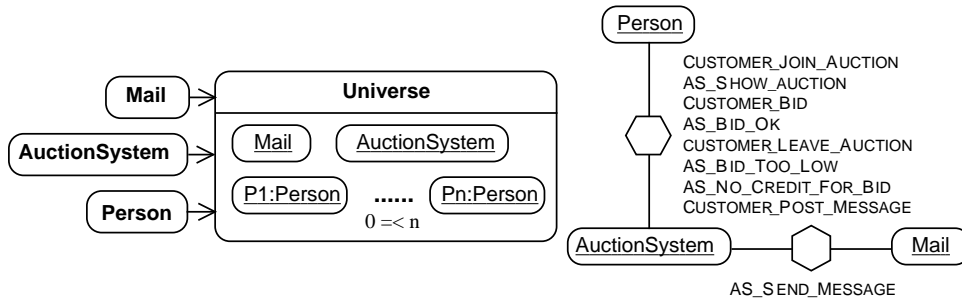 Mail
AuctionSystem
Person
Universe
Mail
AuctionSystem
P1:Person
......
Pn:Person
0 =< n
Person
CUSTOMER_JOIN_AUCTION
AS_SHOW_AUCTION
CUSTOMER_BID
AS_BID_OK
CUSTOMER_LEAVE_AUCTION
AS_BID_TOO_LOW
AS_NO_CREDIT_FOR_BID
CUSTOMER_POST_MESSAGE
AuctionSystem
Mail
AS_SEND_MESSAGE